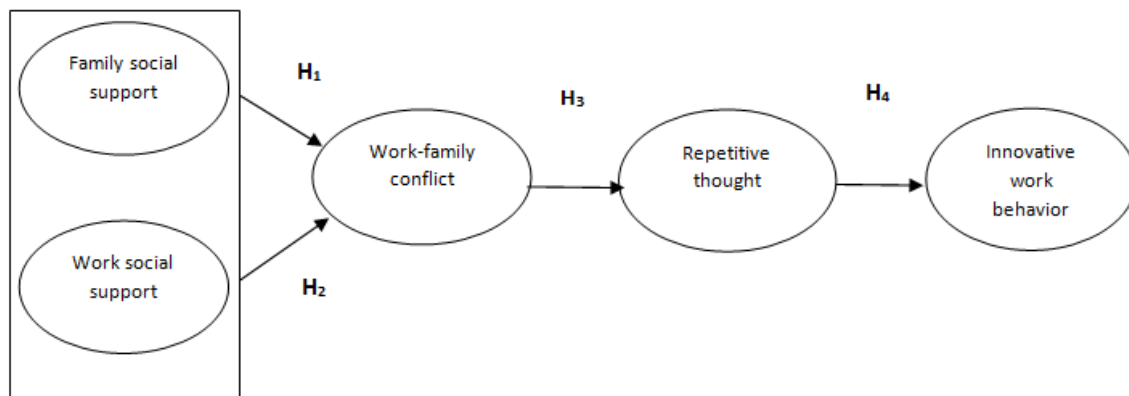 Family social
support
H₁
H₃
H₄
Work-family
conflict
Repetitive
thought
Innovative
work
behavior
Work social
support
H₂